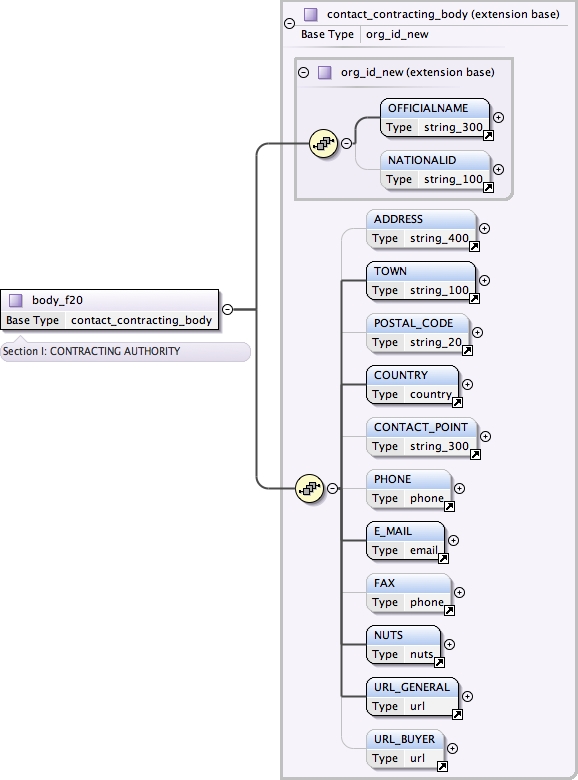 contact_contracting_body (extension base)
Base Type org_id_new
org_id_new (extension base)
OFFICIALNAME
Type string_300
NATIONALID
Type string_100
ADDRESS
Type string_400
TOWN
Type string_100
body_f20
Base Type contact_contracting_body
Section I: CONTRACTING AUTHORITY
POSTAL_CODE
Type string_20
COUNTRY
Type country
CONTACT_POINT
Type string_300
PHONE
Type phone
E_MAIL
Type email
FAX
Type phone
NUTS
Type nuts
URL_GENERAL
Type url
URL_BUYER
Type url